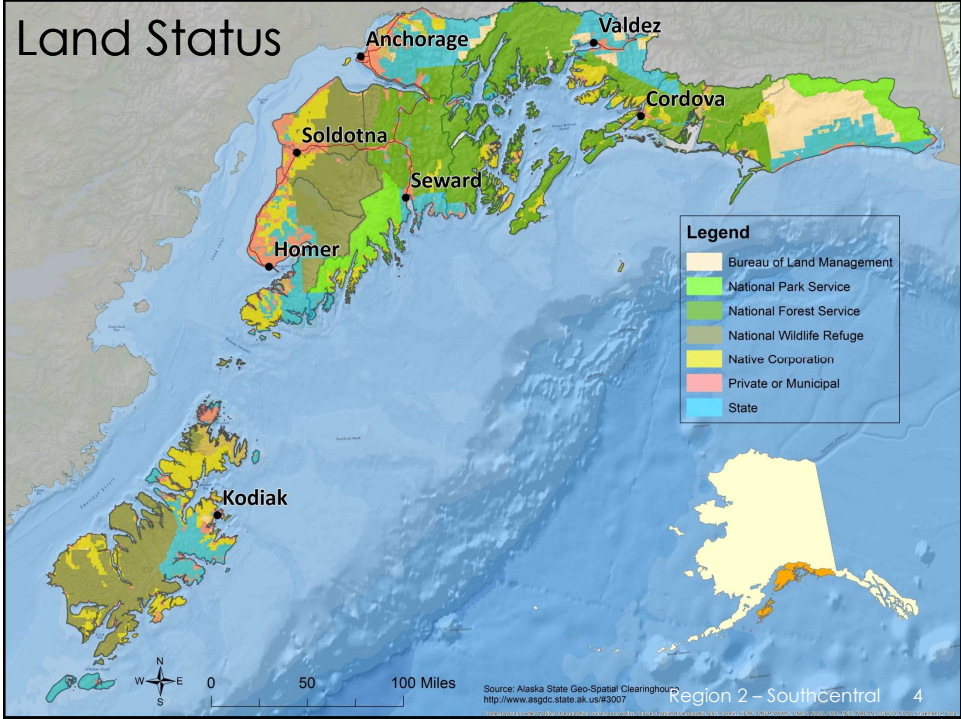 Land Status
Anchorage
Valdez
Cordova
Soldotna
Seward
Homer
Kodiak
Legend
Bureau of Land Management
National Park Service
National Forest Service
National Wildlife Refuge
Native Corporation
Private or Municipal
State
N
W E
S
0 50 100 Miles
Source: Alaska State Geo-Spatial Clearinghouse
http://www.asgdc.state.ak.us/#3007
Region 2 – Southcentral 4